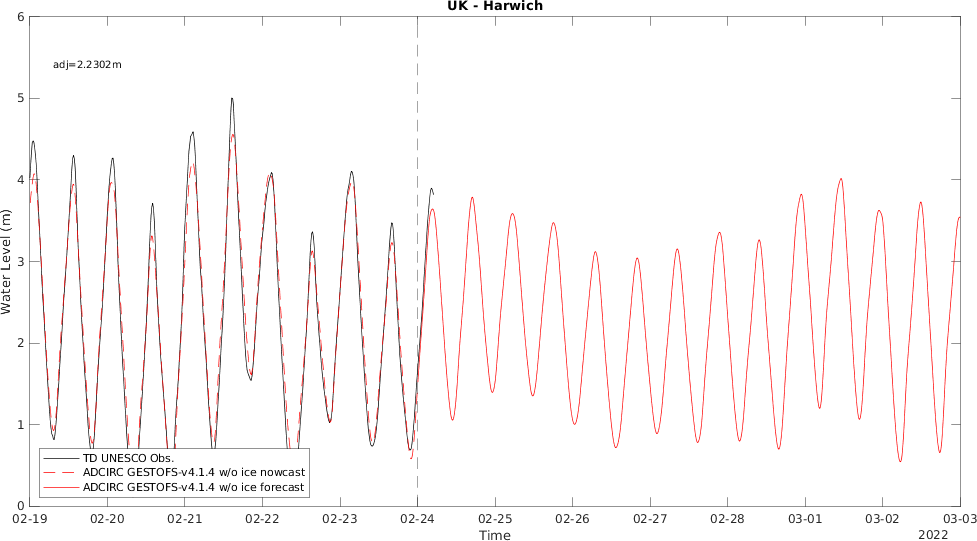 UK - Harwich
6
adj=2.2302m
5
4
3
2
1
0
Water Level (m)
TD UNESCO Obs.
ADCIRC GESTOFS-v4.1.4 w/o ice nowcast
ADCIRC GESTOFS-v4.1.4 w/o ice forecast
02-19 02-20 02-21 02-22 02-23 02-24 02-25 02-26 02-27 02-28 03-01 03-02 03-03
Time
2022